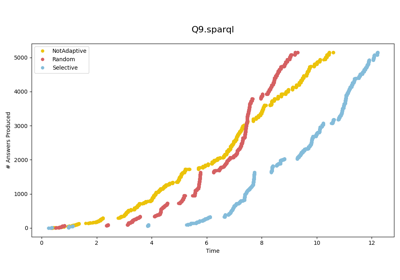 Q9.sparql
NotAdaptive
Random
Selective
# Answers Produced
5000
4000
3000
2000
1000
0
0 2 4 6 8 10 12
Time